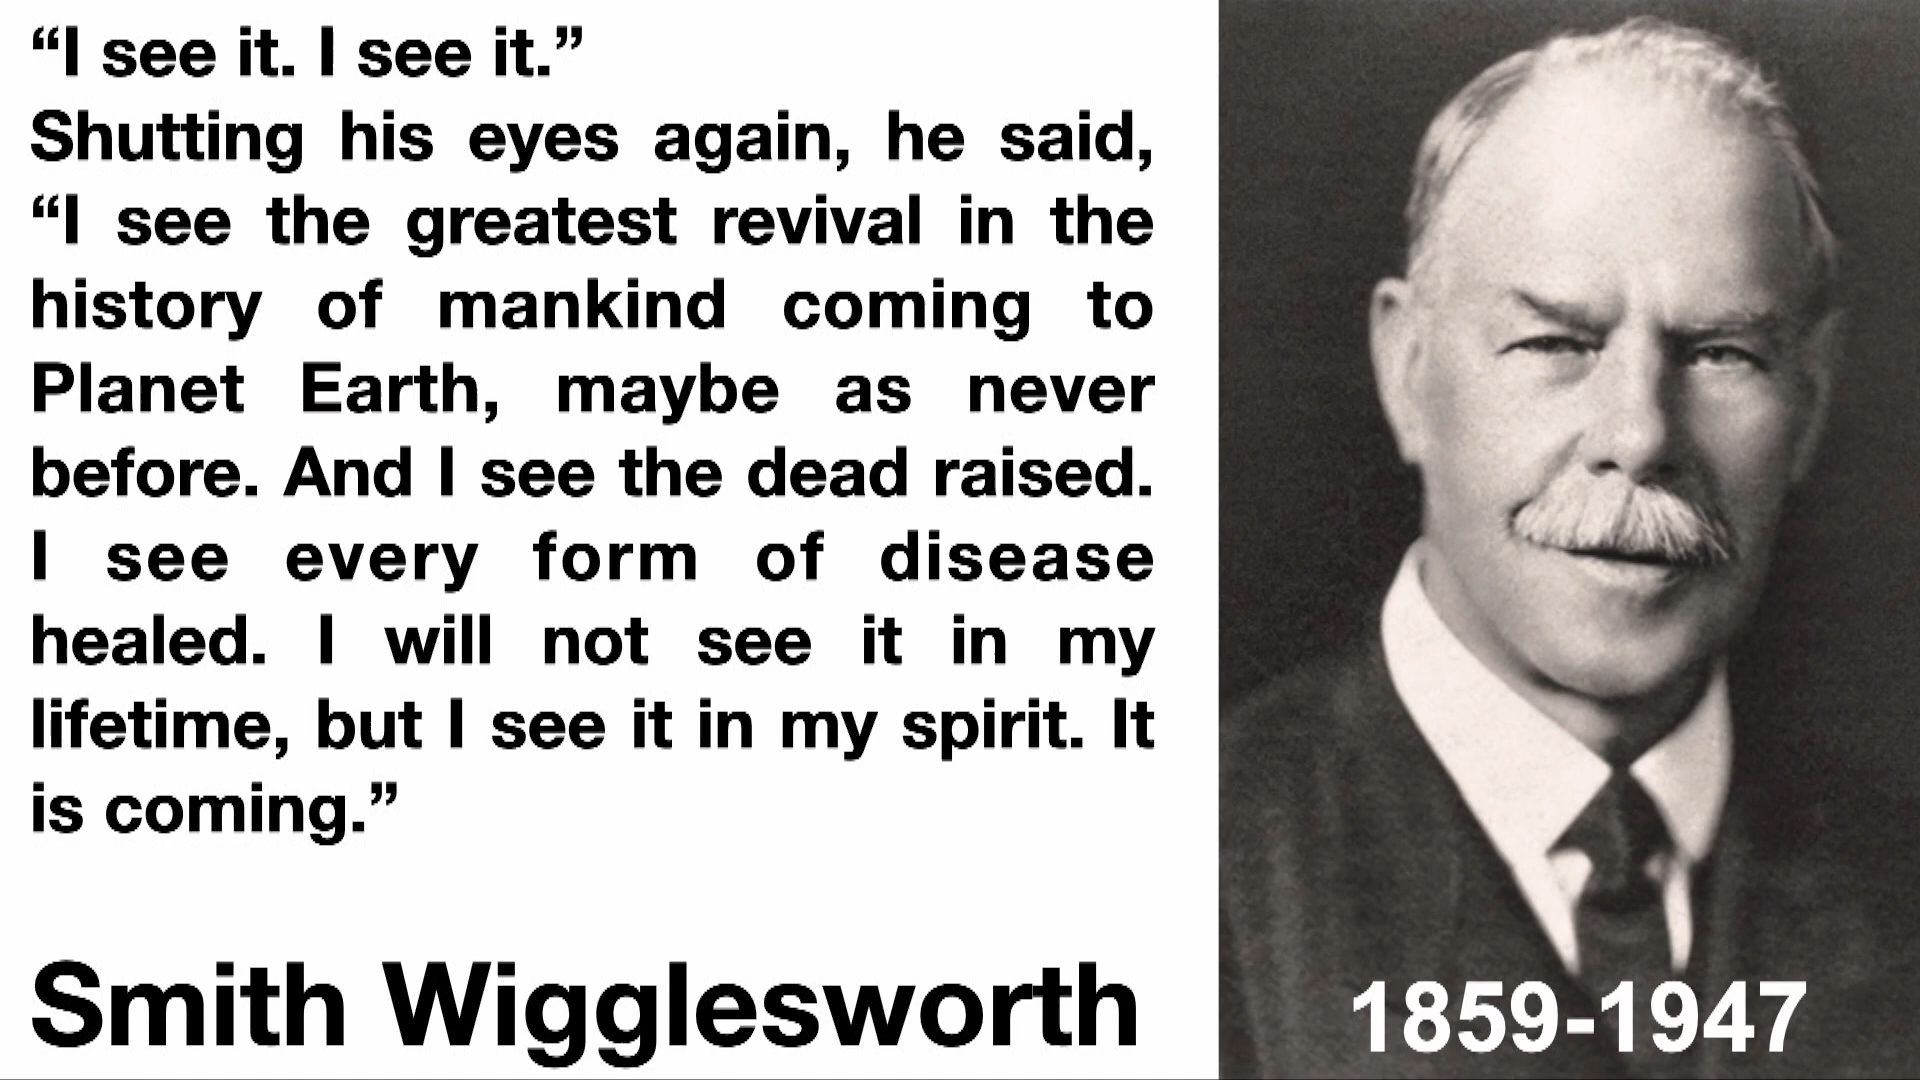 “I see it. I see it.”
Shutting his eyes again, he said,
“I see the greatest revival in the
history of mankind coming to
Planet Earth, maybe as never
before. And I see the dead raised.
I see every form of disease
healed. I will not see it in my
lifetime, but I see it in my spirit. It
is coming.”
Smith Wigglesworth
1859-1947